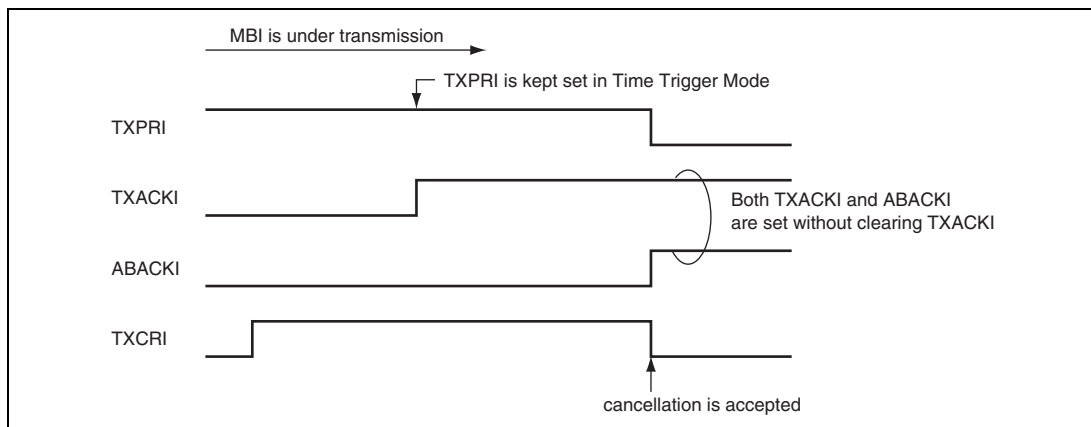 MBI is under transmission
TXPRI is kept set in Time Trigger Mode
TXPRI
TXACKI
Both TXACKI and ABACKI
are set without clearing TXACKI
ABACKI
TXCRI
cancellation is accepted